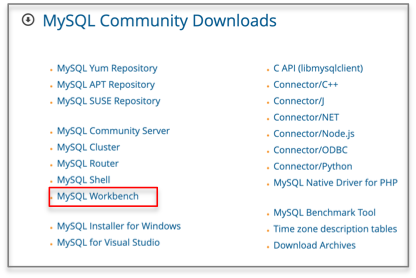 MySQL Community Downloads
MySQL Yum Repository
MySQL APT Repository
MySQL SUSE Repository
MySQL Community Server
MySQL Cluster
MySQL Router
MySQL Shell
MySQL Workbench
MySQL Installer for Windows
MySQL for Visual Studio
C API (libmysqlclient)
Connector/C++
Connector/J
Connector/NET
Connector/Node.js
Connector/ODBC
Connector/Python
MySQL Native Driver for PHP
MySQL Benchmark Tool
Time zone description tables
Download Archives